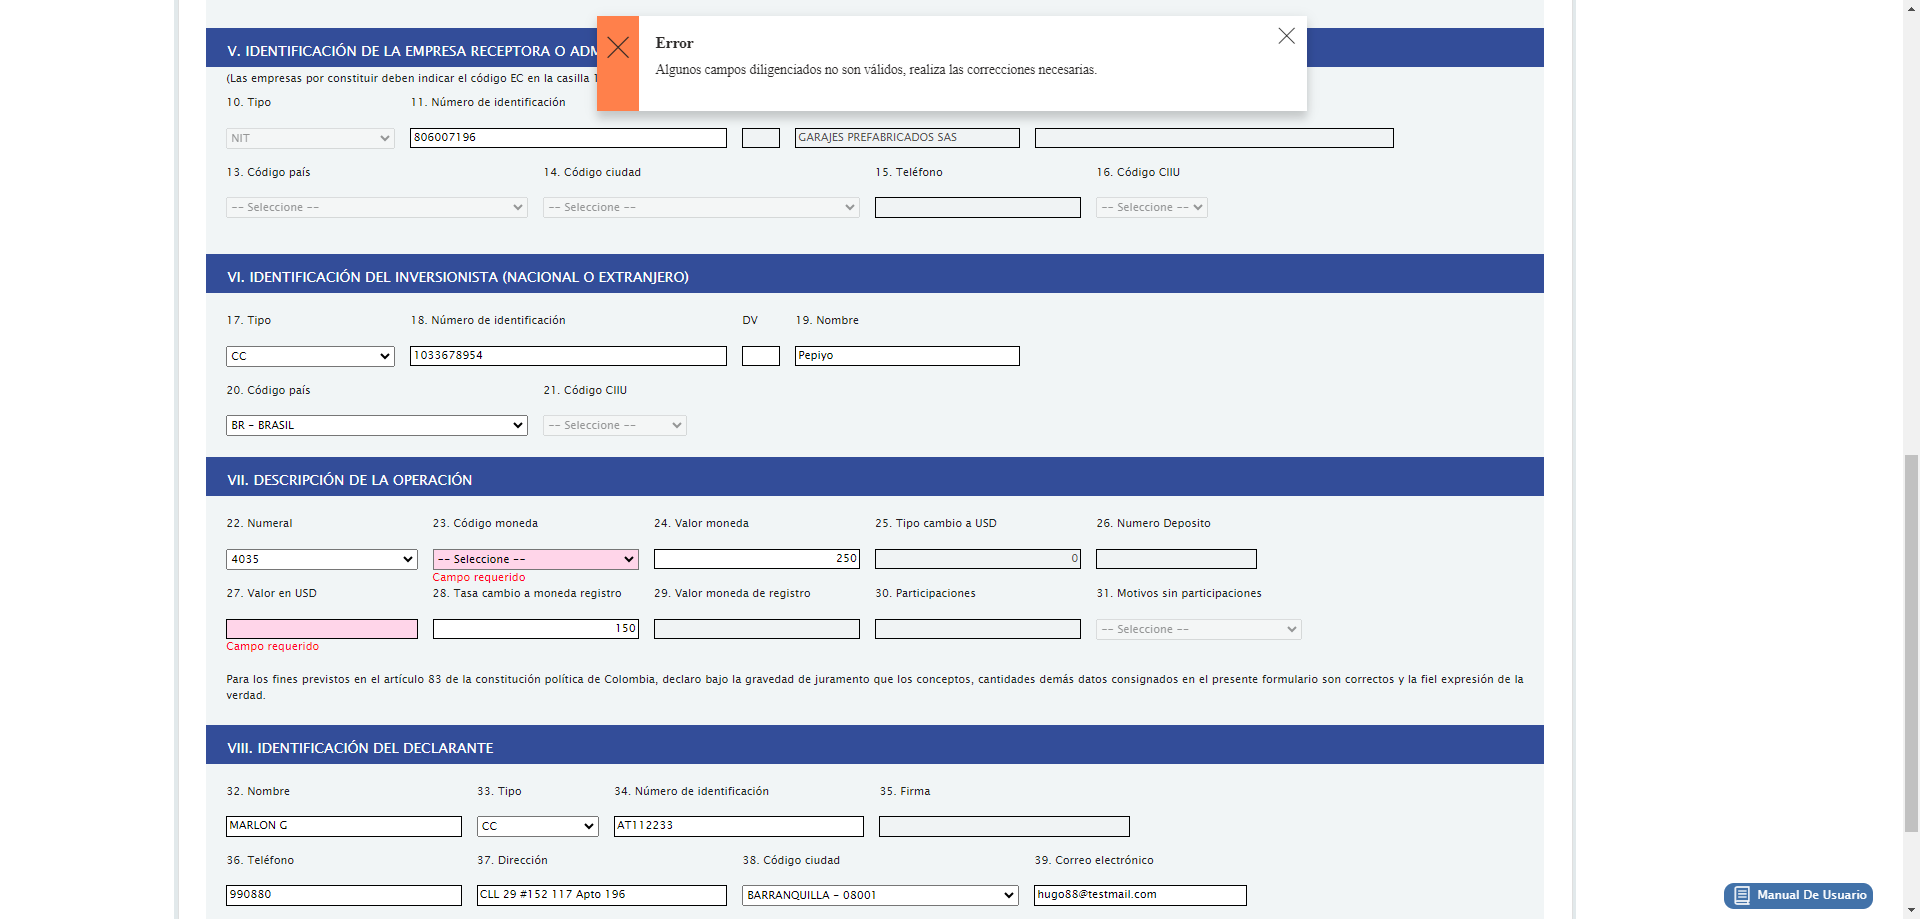 Error
Algunos campos diligenciados no son válidos, realiza las correcciones necesarias.
V. IDENTIFICACIÓN DE LA EMPRESA RECEPTORA O
(Las empresas por constituir deben indicar el código EC en la casilla
10. Tipo 11. Número de identificación
NIT 806007196 GARAJES PREFABRICADOS SAS
13. Código país 14. Código ciudad 15. Teléfono 16. Código CIIU
-- Seleccione -- -- Seleccione -- -- Seleccione --
VI. IDENTIFICACIÓN DEL INVERSIONISTA (NACIONAL O EXTRANJERO)
17. Tipo 18. Número de identificación DV 19. Nombre
CC 1033678954 Pepiyo
20. Código país 21. Código CIIU
BR - BRASIL -- Seleccione --
VII. DESCRIPCIÓN DE LA OPERACIÓN
22. Numeral 23. Código moneda 24. Valor moneda 25. Tipo cambio a USD 26. Numero Deposito
4035 -- Seleccione -- 250 0
Campo requerido
27. Valor en USD 28. Tasa cambio a moneda registro 29. Valor moneda de registro 30. Participaciones 31. Motivos sin participaciones
150 -- Seleccione --
Campo requerido
Para los fines previstos en el artículo 83 de la constitución política de Colombia, declaro bajo la gravedad de juramento que los conceptos, cantidades demás datos consignados en el presente formulario son correctos y la fiel expresión de la
verdad.
VIII. IDENTIFICACIÓN DEL DECLARANTE
32. Nombre 33. Tipo 34. Número de identificación 35. Firma
MARLON G CC AT112233
36. Teléfono 37. Dirección 38. Código ciudad 39. Correo electrónico
990880 CLL 29 #152 117 Apto 196 BARRANQUILLA - 08001 hugo88@testmail.com
Manual De Usuario